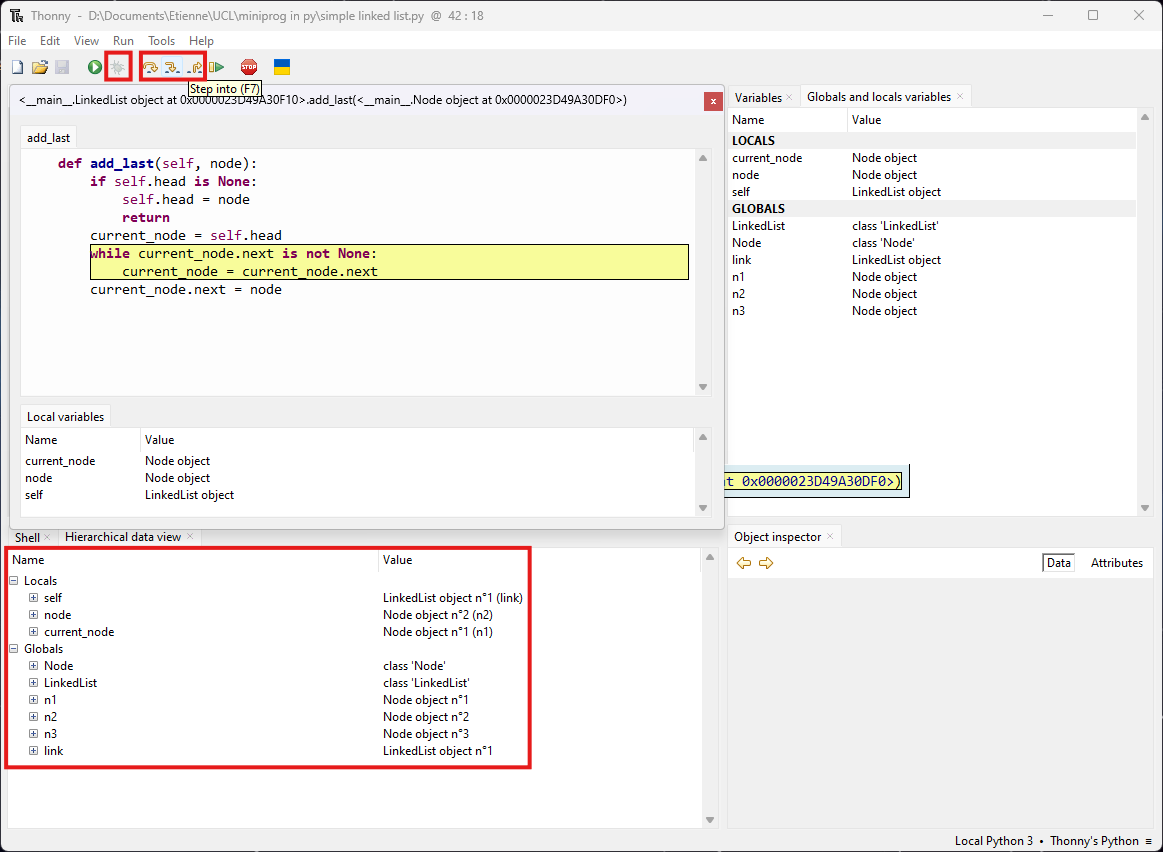 Thonny - D:\Documents\Etienne\UCL\miniprog in py\simple linked list.py @ 42 : 18
File Edit View Run Tools Help
STOP
Step into (F7)
<__main__.LinkedList object at 0x0000023D49A30F10>.add_last(<__main__.Node object at 0x0000023D49A30DF0>)
add_last
def add_last(self, node):
if self.head is None:
self.head = node
return
current_node = self.head
while current_node.next is not None:
current_node = current_node.next
current_node.next = node
Local variables
Name Value
current_node Node object
node Node object
self LinkedList object
Variables Globals and locals variables
Name Value
LOCALS
current_node Node object
node Node object
self LinkedList object
GLOBALS
LinkedList class 'LinkedList'
Node class 'Node'
link LinkedList object
n1 Node object
n2 Node object
n3 Node object
0x0000023D49A30DF0>)
Shell Hierarchical data view
Name Value
Locals
self LinkedList object n°1 (link)
node Node object n°2 (n2)
current_node Node object n°1 (n1)
Globals
Node class 'Node'
LinkedList class 'LinkedList'
n1 Node object n°1
n2 Node object n°2
n3 Node object n°3
link LinkedList object n°1
Object inspector
Data Attributes
Local Python 3 • Thonny's Python ≡